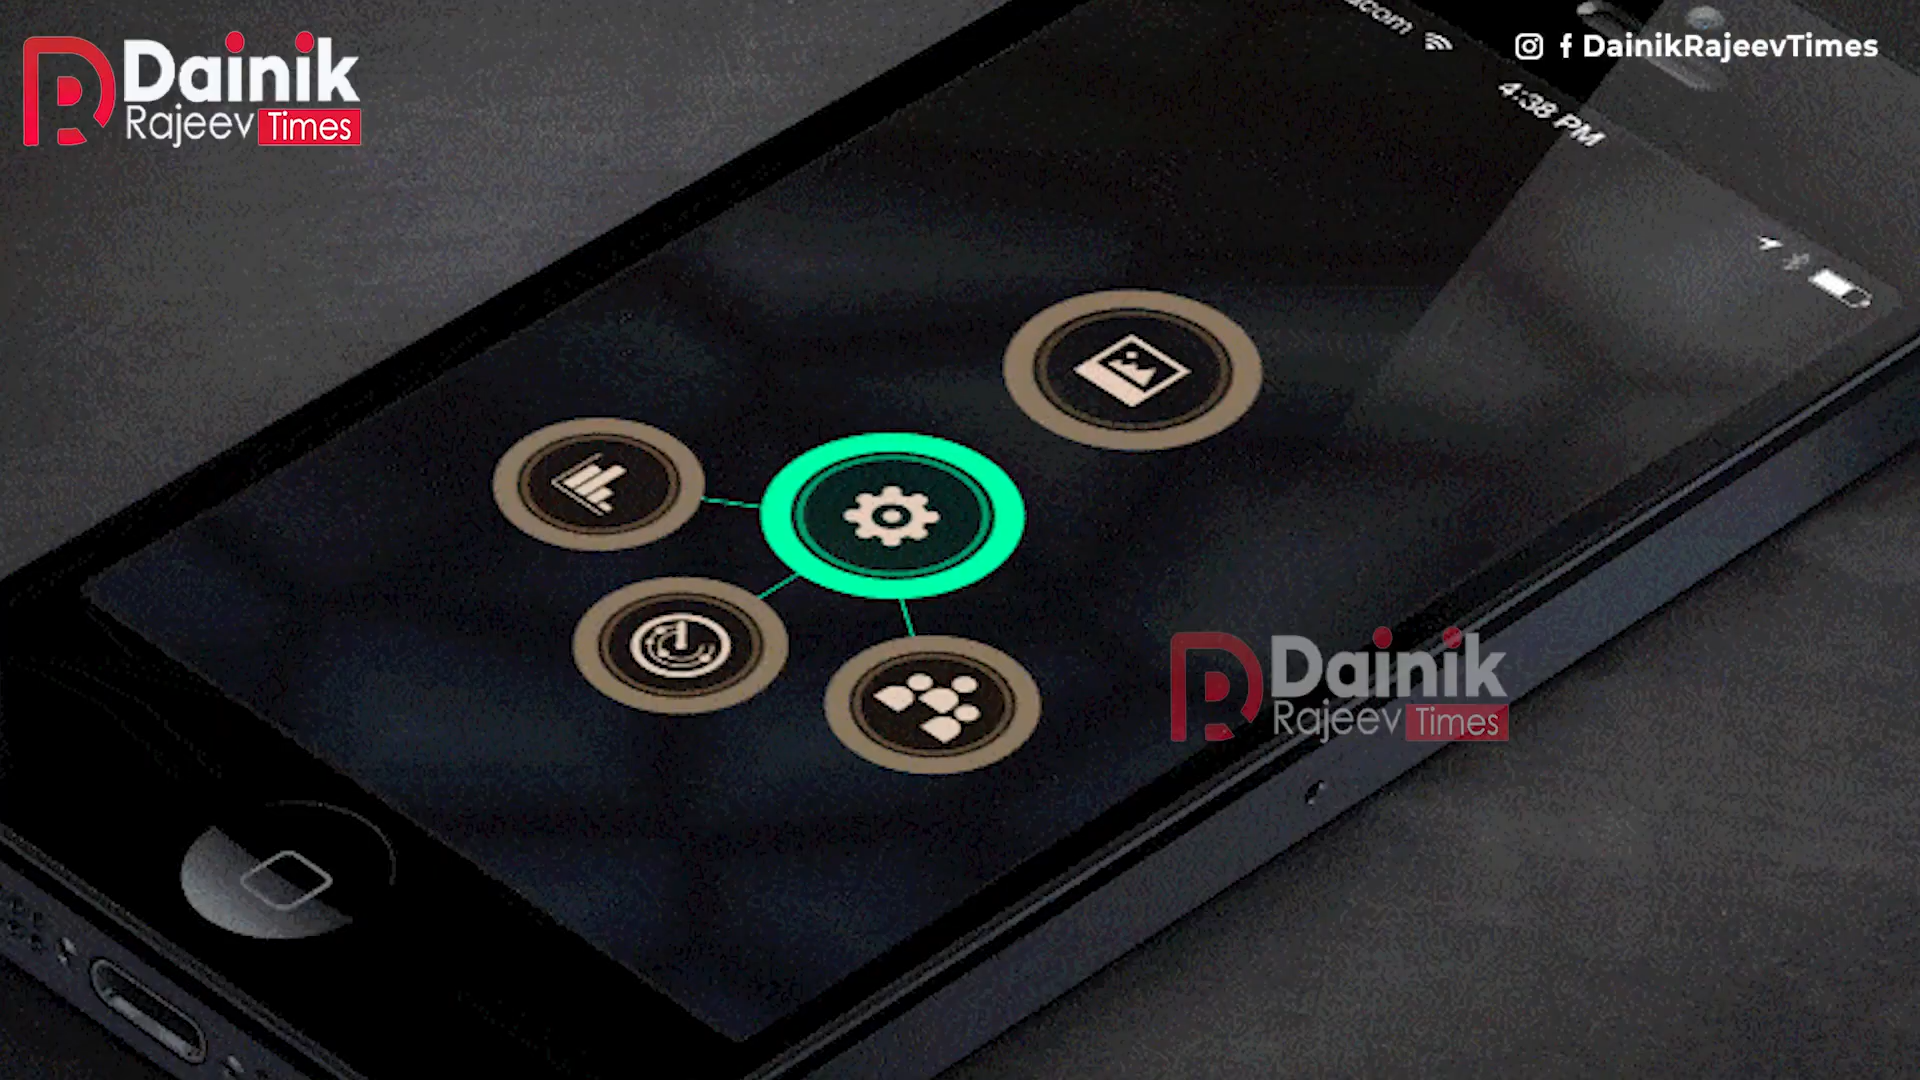 Dainik
Rajeev Times
DainikRajeevTimes
4:38 PM
Dainik
Rajeev Times